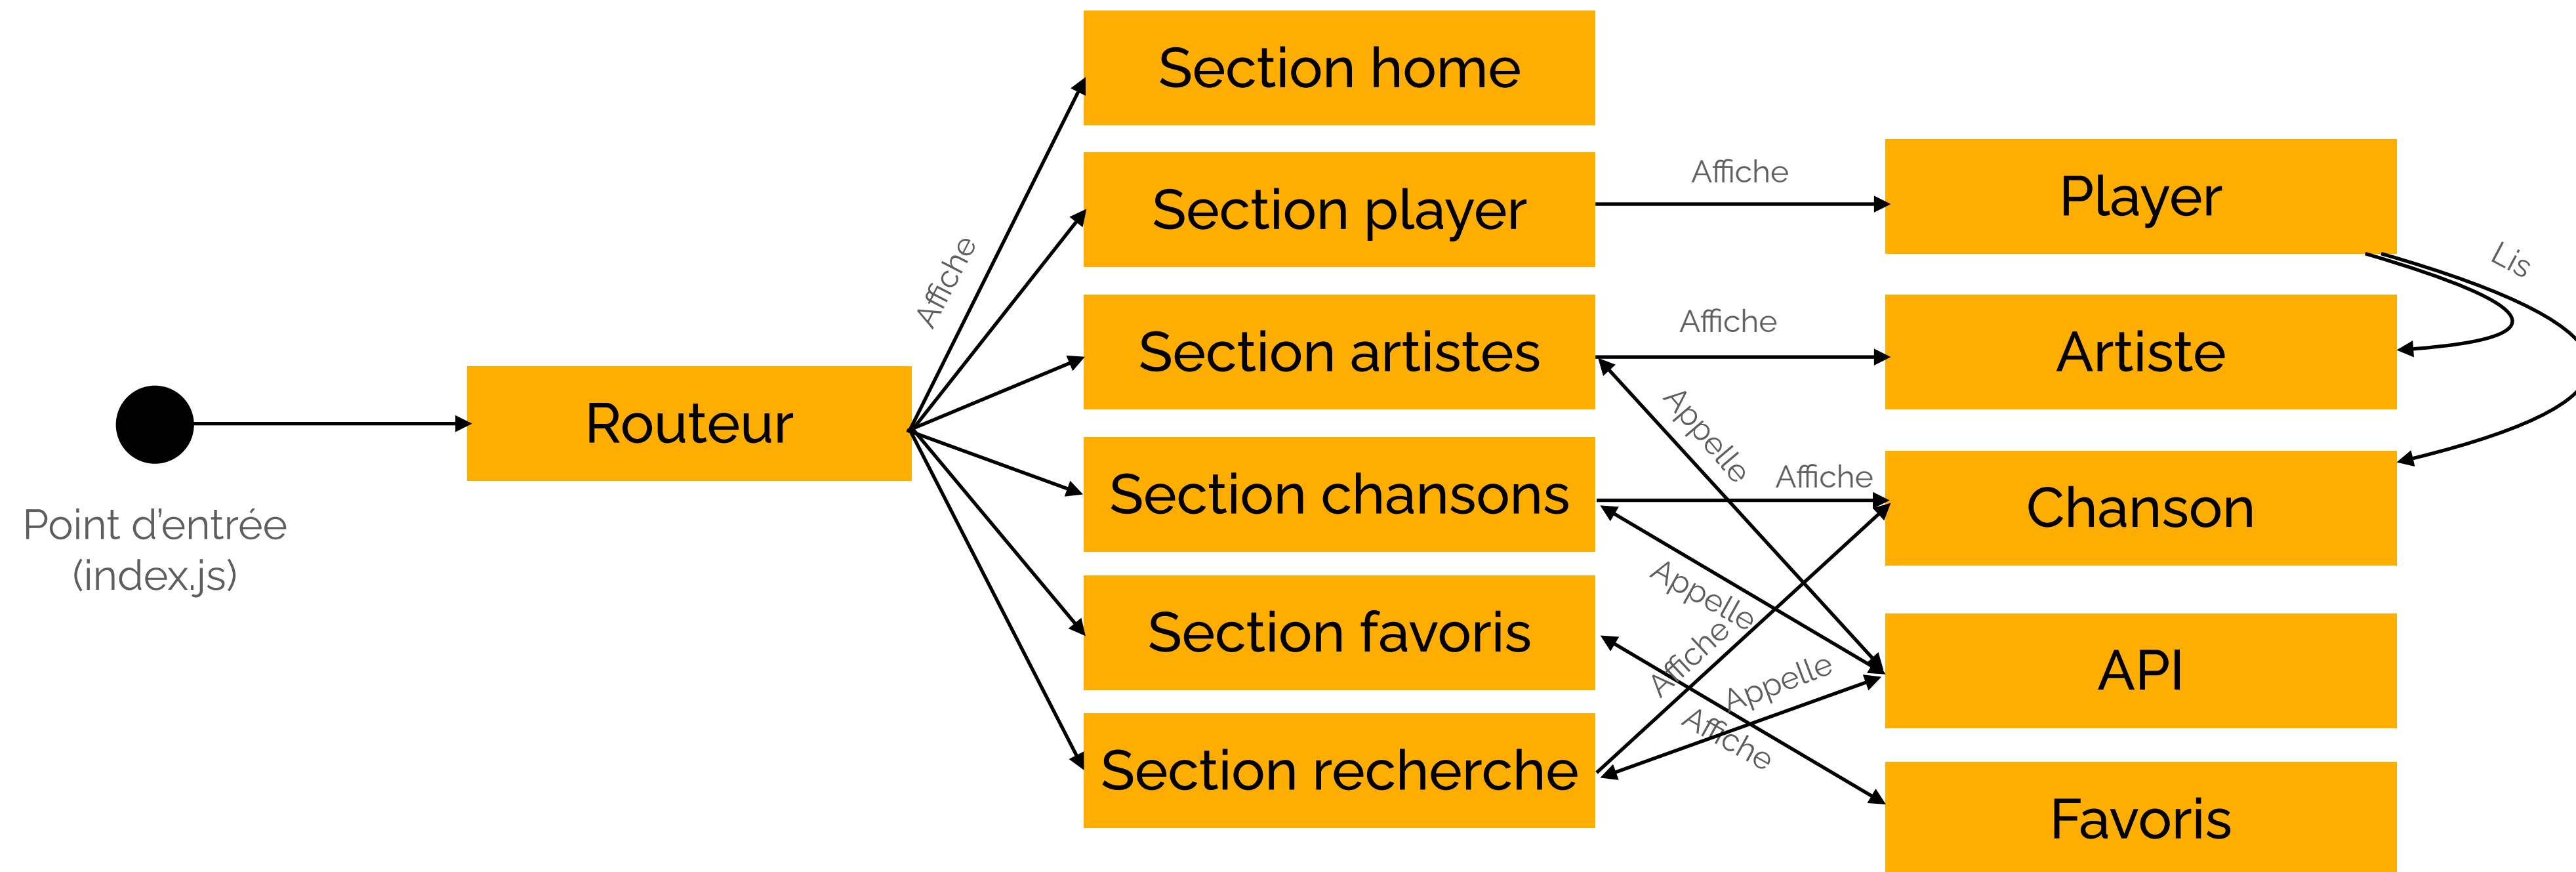 Section home
Section player
Affiche
Player
Affiche
Lis
Section artistes
Affiche
Artiste
Routeur
Appelle
Section chansons
Affiche
Chanson
Point d'entrée
(index.js)
Appelle
Section favoris
Affiche
API
Appelle
Affiche
Section recherche
Favoris